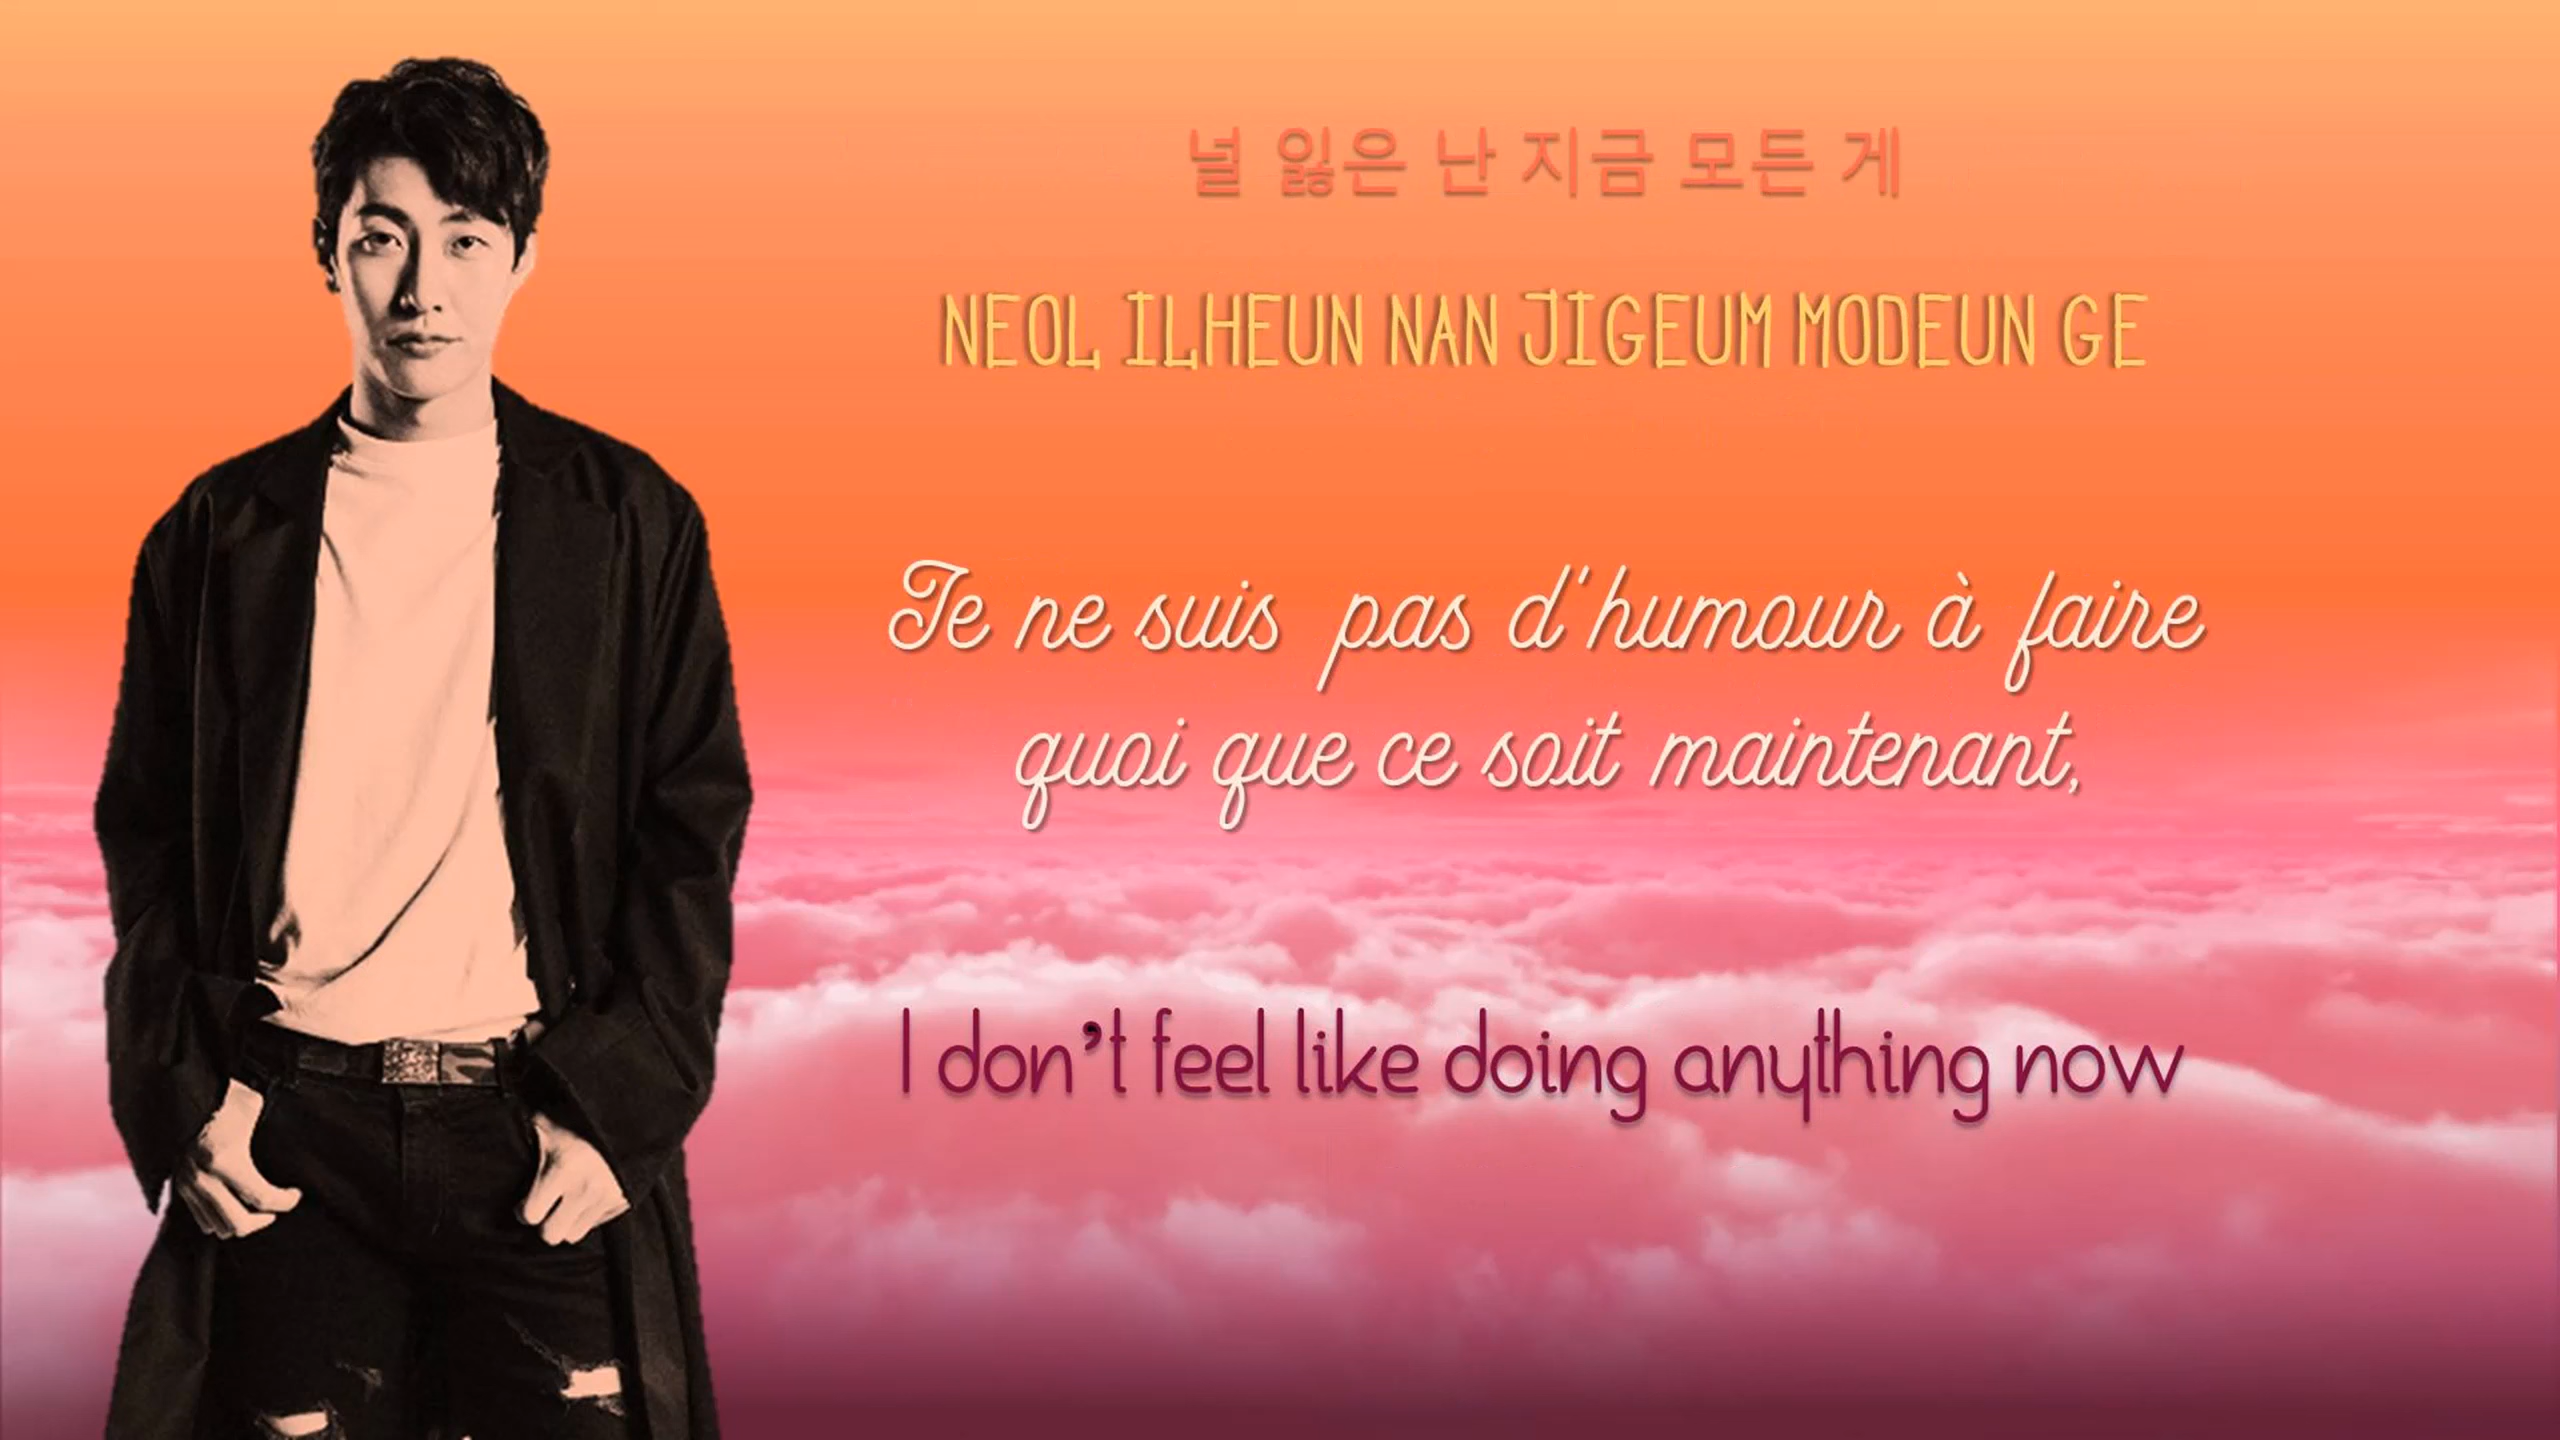 널 잃은 난 지금 모든 게
NEOL ILHEUN NAN JIGEUM MODEUN GE
Je ne suis pas d'humour à faire
quoi que ce soit maintenant,
I don't feel like doing anything now